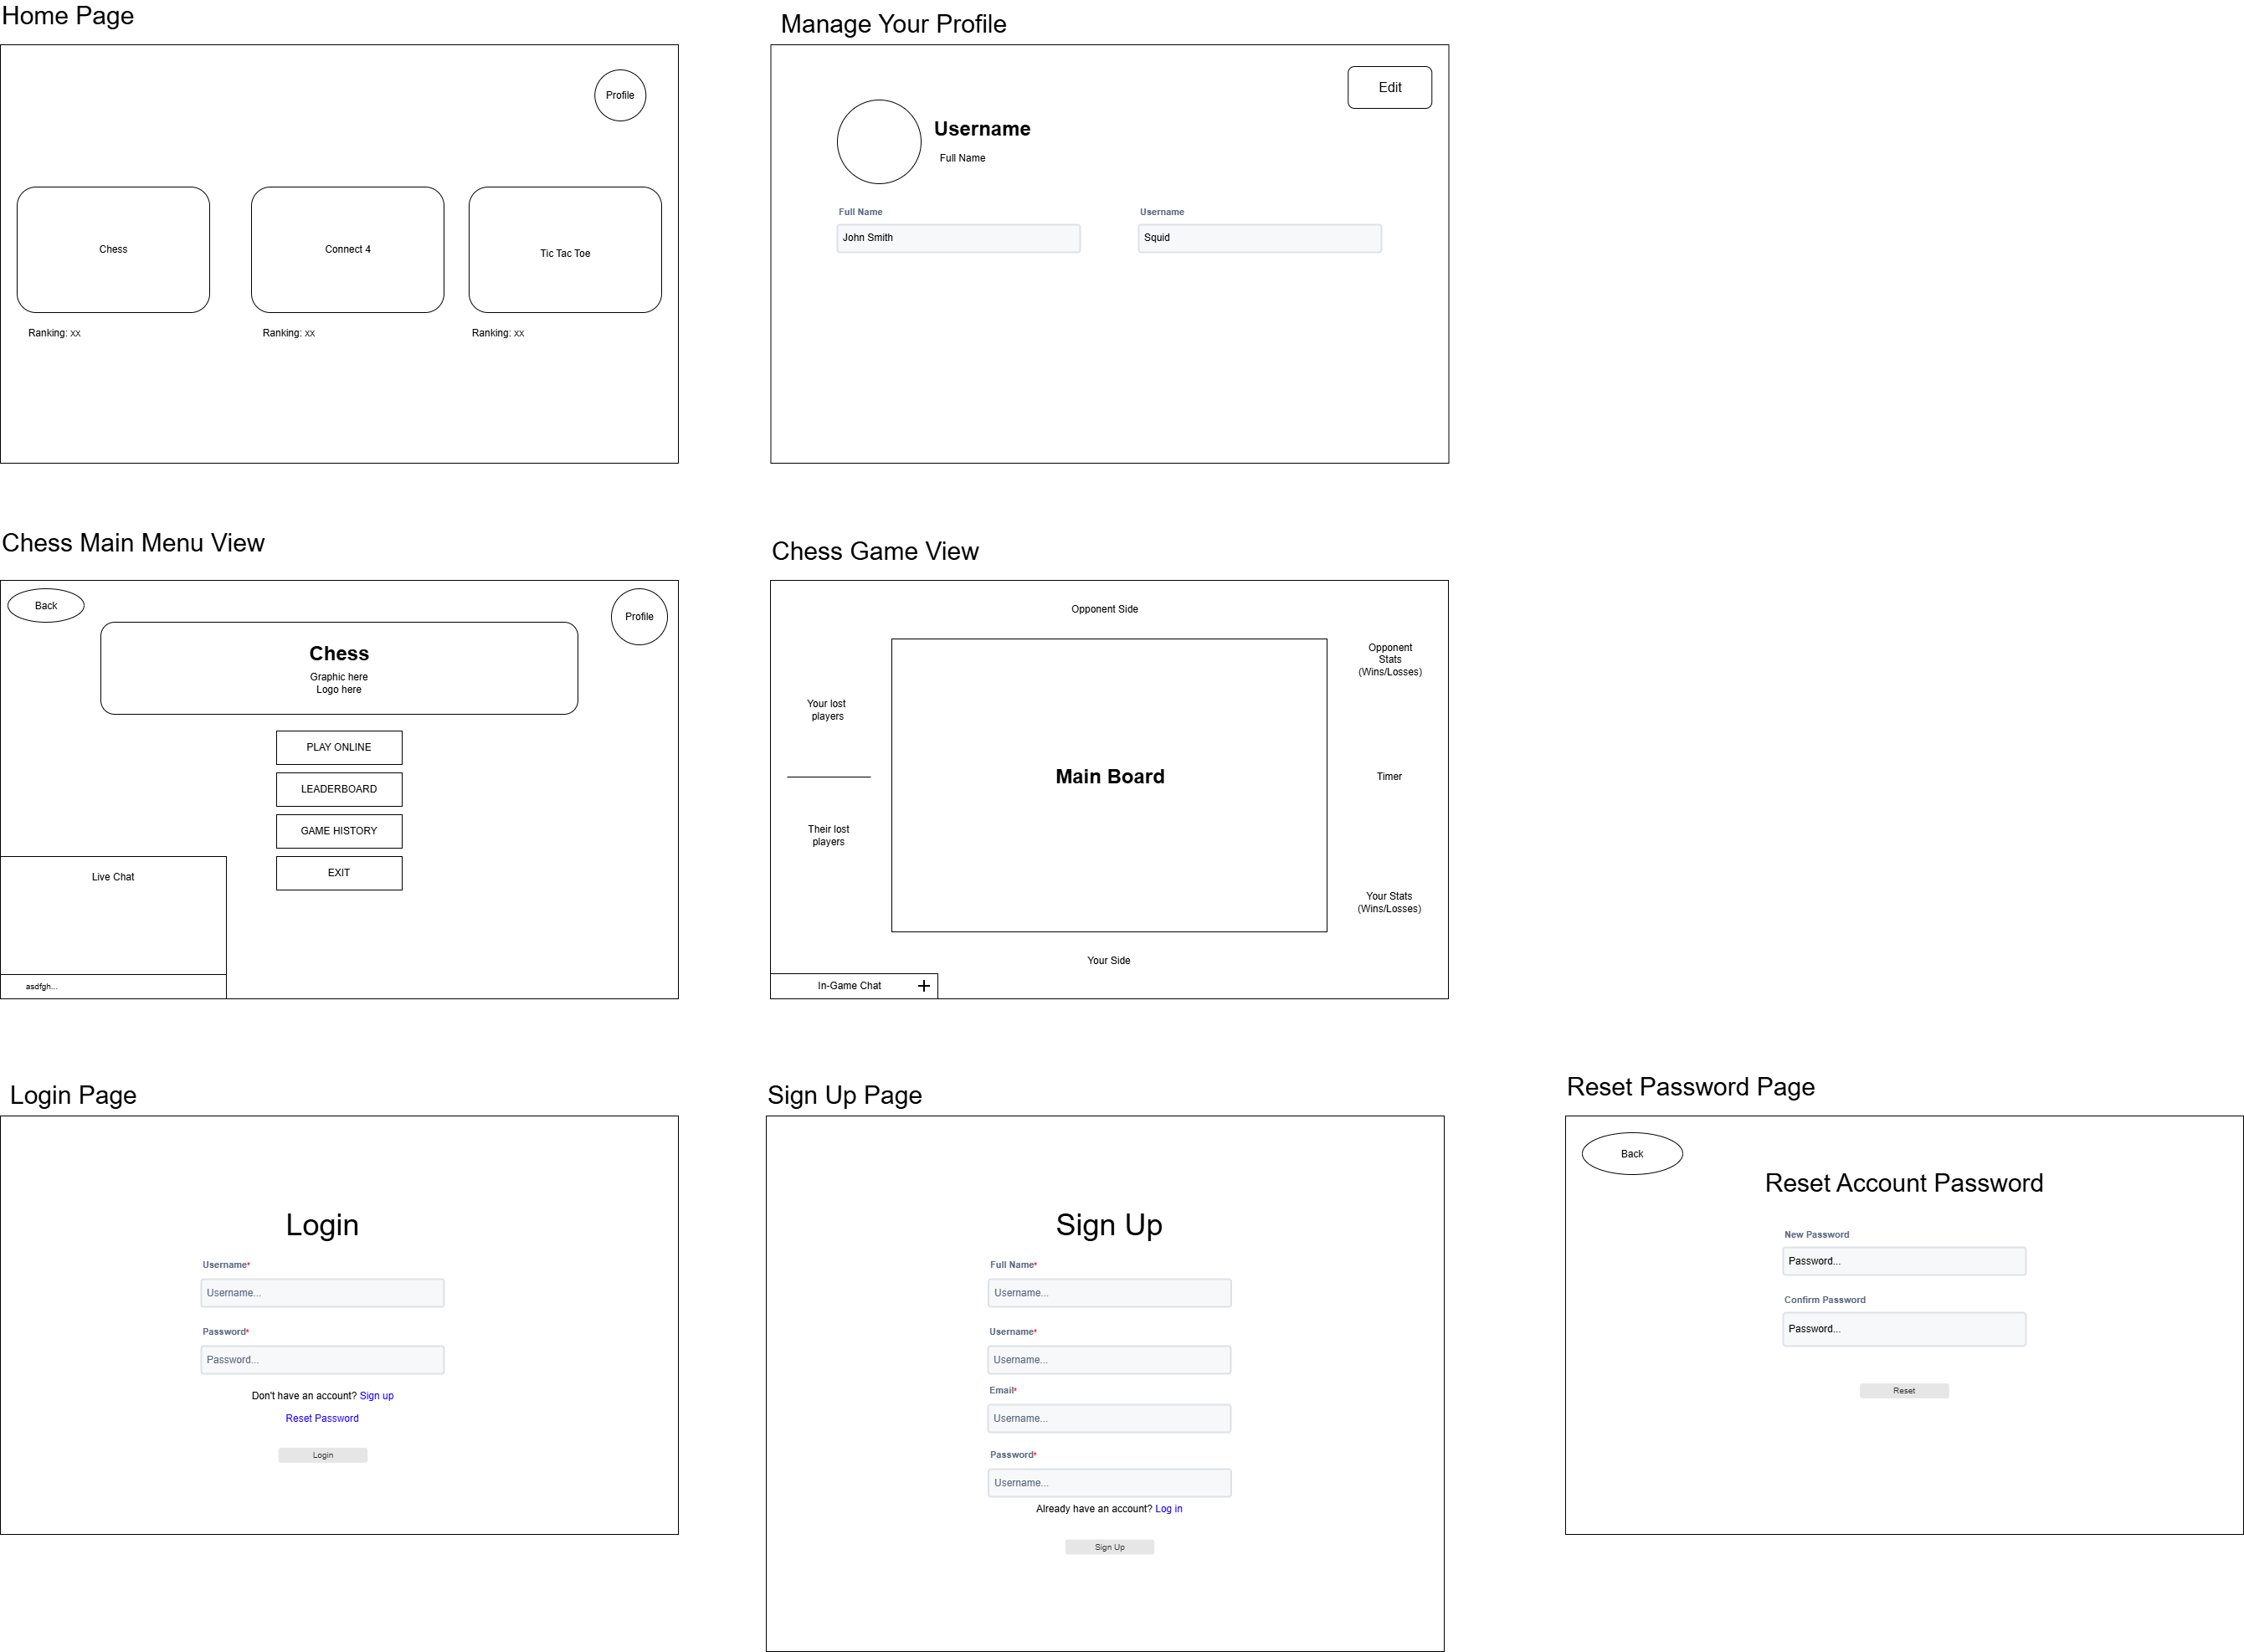 Home Page
Profile
Chess
Connect 4
Tic Tac Toe
Ranking: xx
Ranking: xx
Ranking: xx
Manage Your Profile
Edit
Username
Full Name
Full Name
Username
John Smith
Squid
Chess Main Menu View
Back
Profile
Chess
Graphic here
Logo here
PLAY ONLINE
LEADERBOARD
GAME HISTORY
EXIT
Live Chat
asdfgh...
Chess Game View
Opponent Side
Opponent
Stats
(Wins/Losses)
Your lost
players
Main Board
Timer
Their lost
players
Your Stats
(Wins/Losses)
Your Side
In-Game Chat
Login Page
Login
Username*
Username...
Password*
Password...
Don't have an account? Sign up
Reset Password
Login
Sign Up Page
Sign Up
Full Name*
Username...
Username*
Username...
Email*
Username...
Password*
Username...
Already have an account? Log in
Sign Up
Reset Password Page
Back
Reset Account Password
New Password
Password...
Confirm Password
Password...
Reset